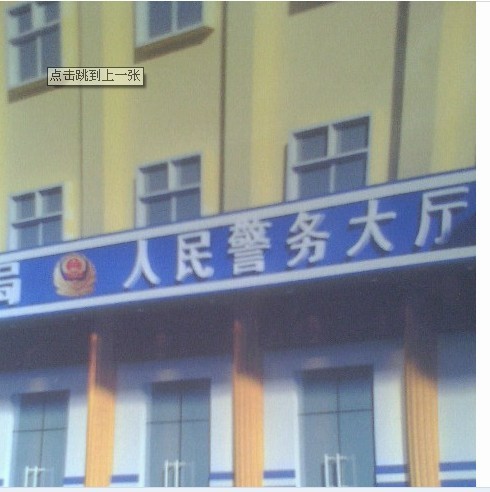 点击跳到上一张
局 人民警务大厅